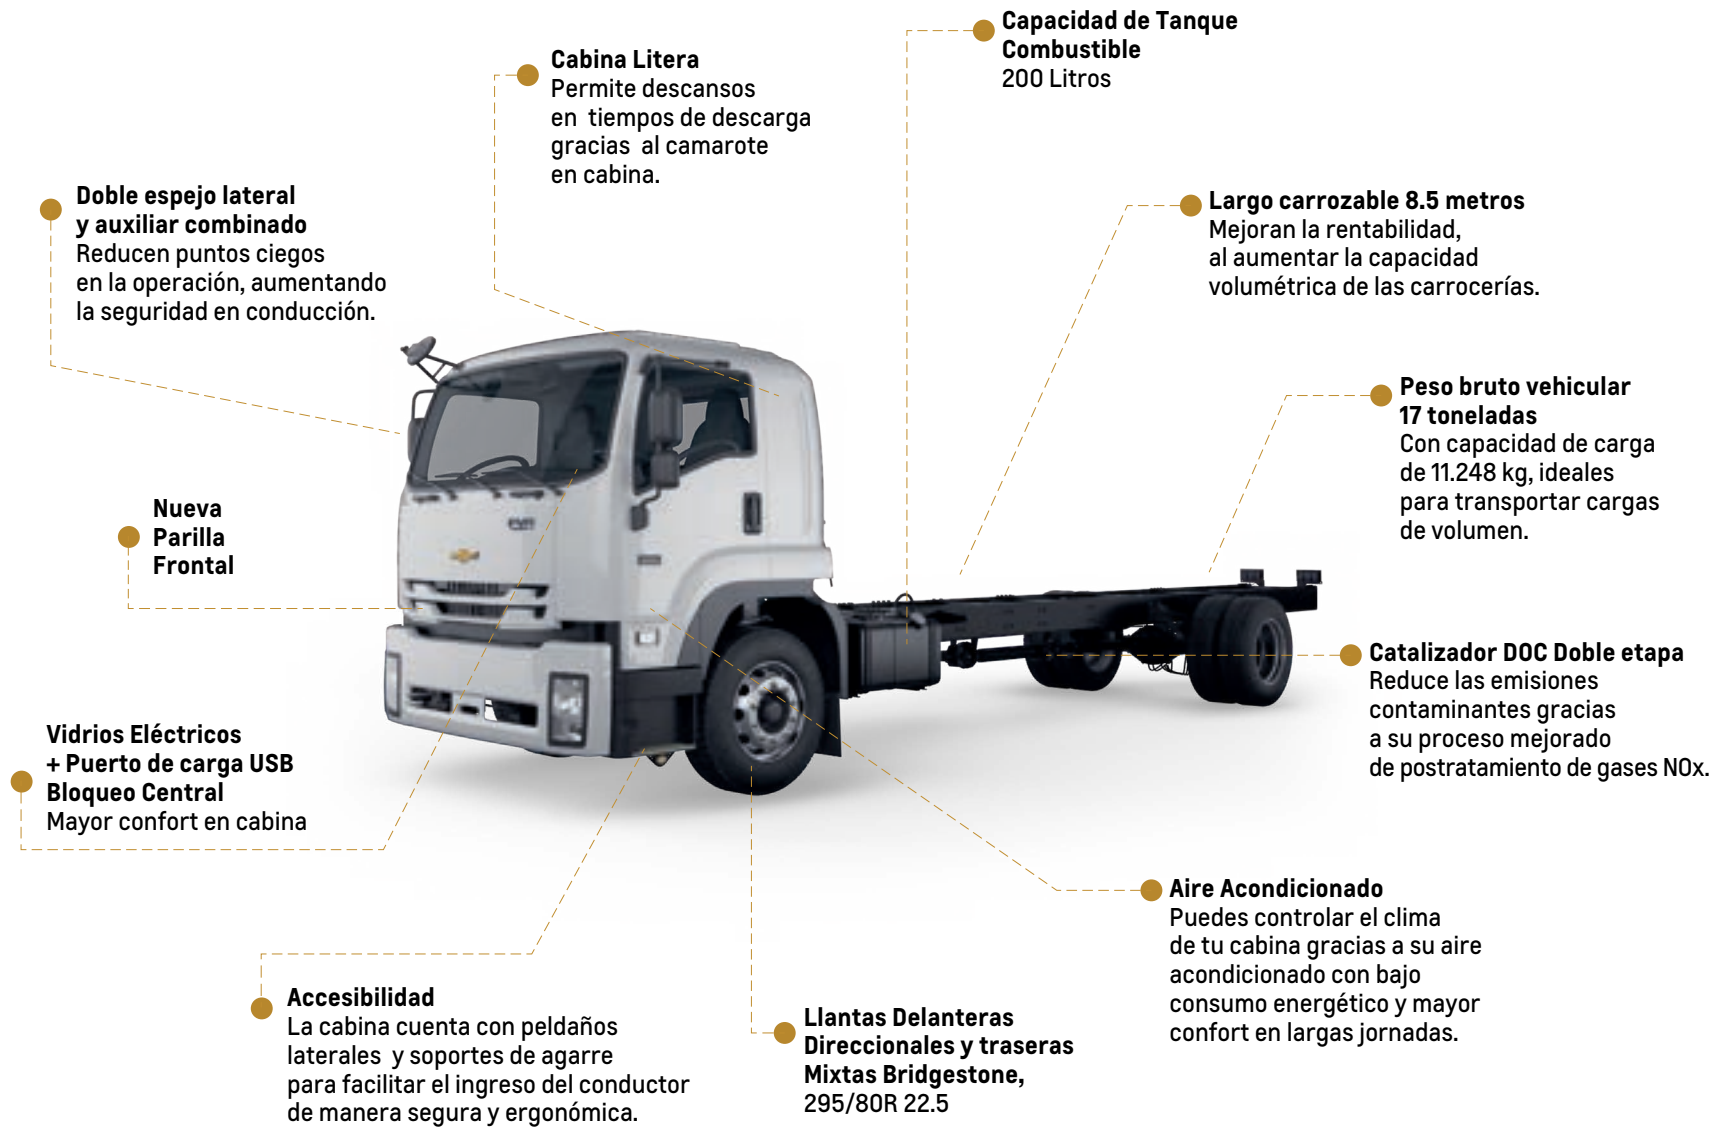 Capacidad de Tanque
Combustible
200 Litros
Cabina Litera
Permite descansos
en tiempos de descarga
gracias al camarote
en cabina.
Doble espejo lateral
y auxiliar combinado
Reducen puntos ciegos
en la operación, aumentando
la seguridad en conducción.
Largo carrozable 8.5 metros
Mejoran la rentabilidad,
al aumentar la capacidad
volumétrica de las carrocerías.
Peso bruto vehicular
17 toneladas
Con capacidad de carga
de 11.248 kg, ideales
para transportar cargas
de volumen.
Nueva
Parilla
Frontal
Catalizador DOC Doble etapa
Reduce las emisiones
contaminantes gracias
a su proceso mejorado
de postratamiento de gases NOx.
Vidrios Eléctricos
+ Puerto de carga USB
Bloqueo Central
Mayor confort en cabina
Aire Acondicionado
Puedes controlar el clima
de tu cabina gracias a su aire
acondicionado con bajo
consumo energético y mayor
confort en largas jornadas.
Accesibilidad
La cabina cuenta con peldaños
laterales y soportes de agarre
para facilitar el ingreso del conductor
de manera segura y ergonómica.
Llantas Delanteras
Direccionales y traseras
Mixtas Bridgestone,
295/80R 22.5